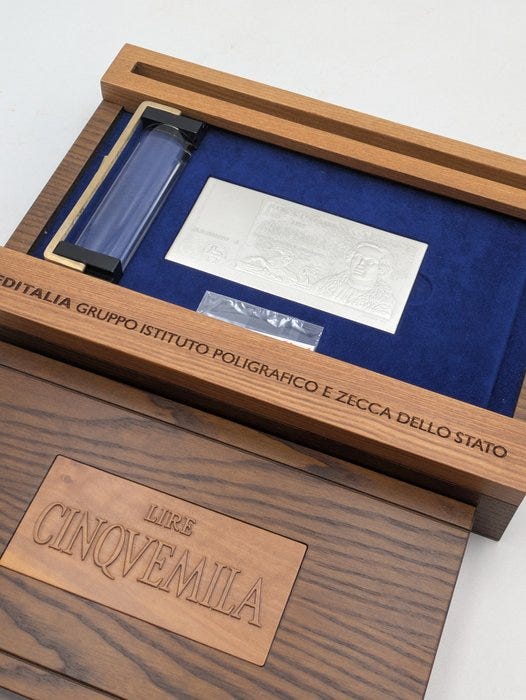 EDITALIA GRUPPO ISTITUTO POLIGRAFICO E ZECCA DELLO STATO
LIRE
CINQVEMILA